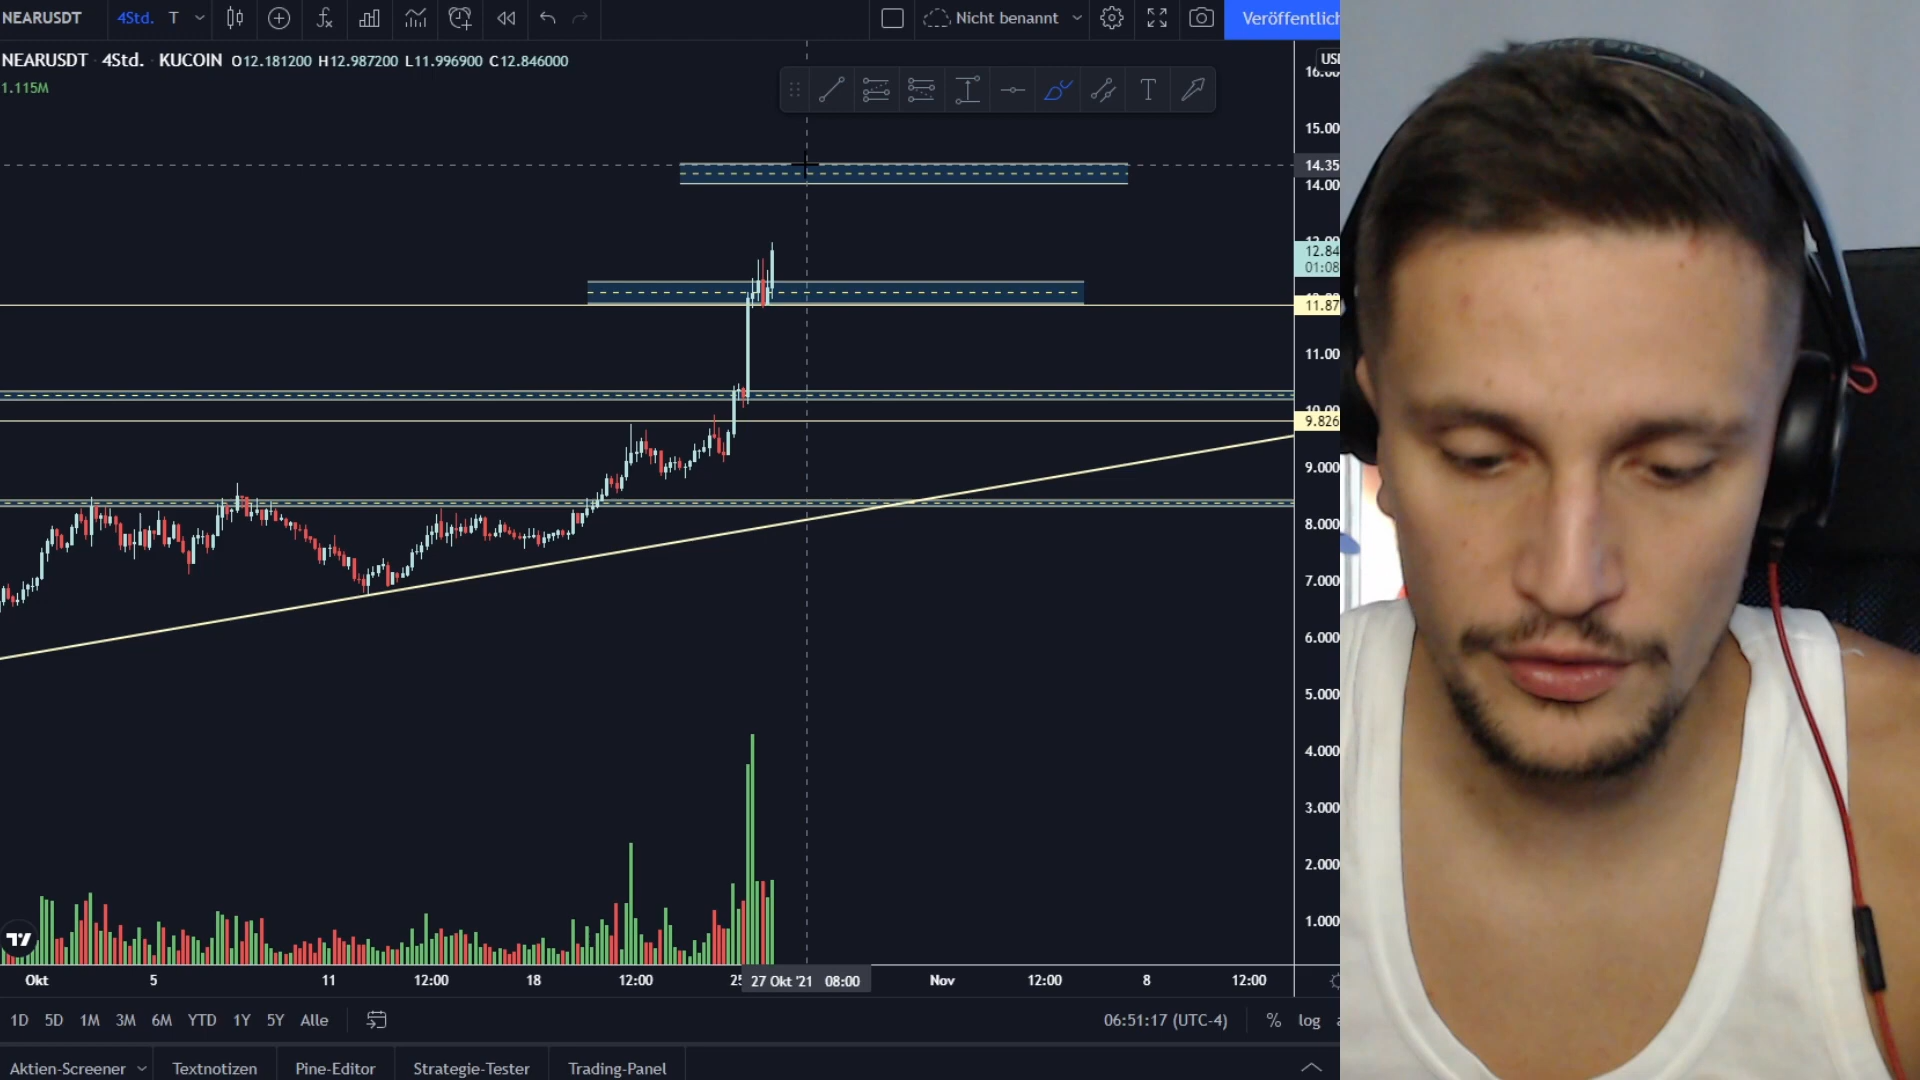 NEARUSDT 4Std. T Nicht benannt Veröffentlich
NEARUSDT 4Std. KUCOIN O12.181200 H12.987200 L11.996900 C12.846000
1.115M
T
15.00
14.35
14.00
12.84
01:08
11.87
11.00
9.826
9.000
8.000
7.000
6.000
5.000
4.000
3.000
2.000
1.000
Okt 5 11 12:00 18 12:00 27 Okt '21 08:00 Nov 12:00 8 12:00
1D 5D 1M 3M 6M YTD 1Y 5Y Alle 06:51:17 (UTC-4) % log
Aktien-Screener Textnotizen Pine-Editor Strategie-Tester Trading-Panel